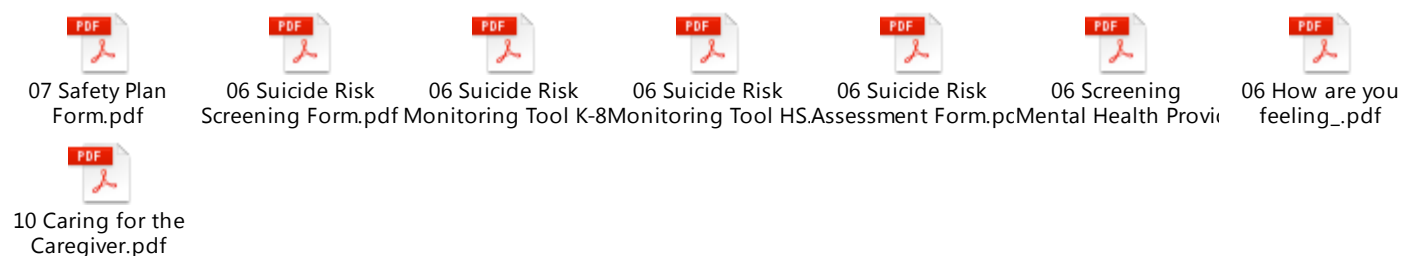 PDF PDF PDF PDF PDF PDF PDF
07 Safety Plan 06 Suicide Risk 06 Suicide Risk 06 Suicide Risk 06 Suicide Risk 06 Screening 06 How are you
Form.pdf Screening Form.pdf Monitoring Tool K-8 Monitoring Tool HS. Assessment Form.pd Mental Health Provi feeling_.pdf
PDF
10 Caring for the
Caregiver.pdf